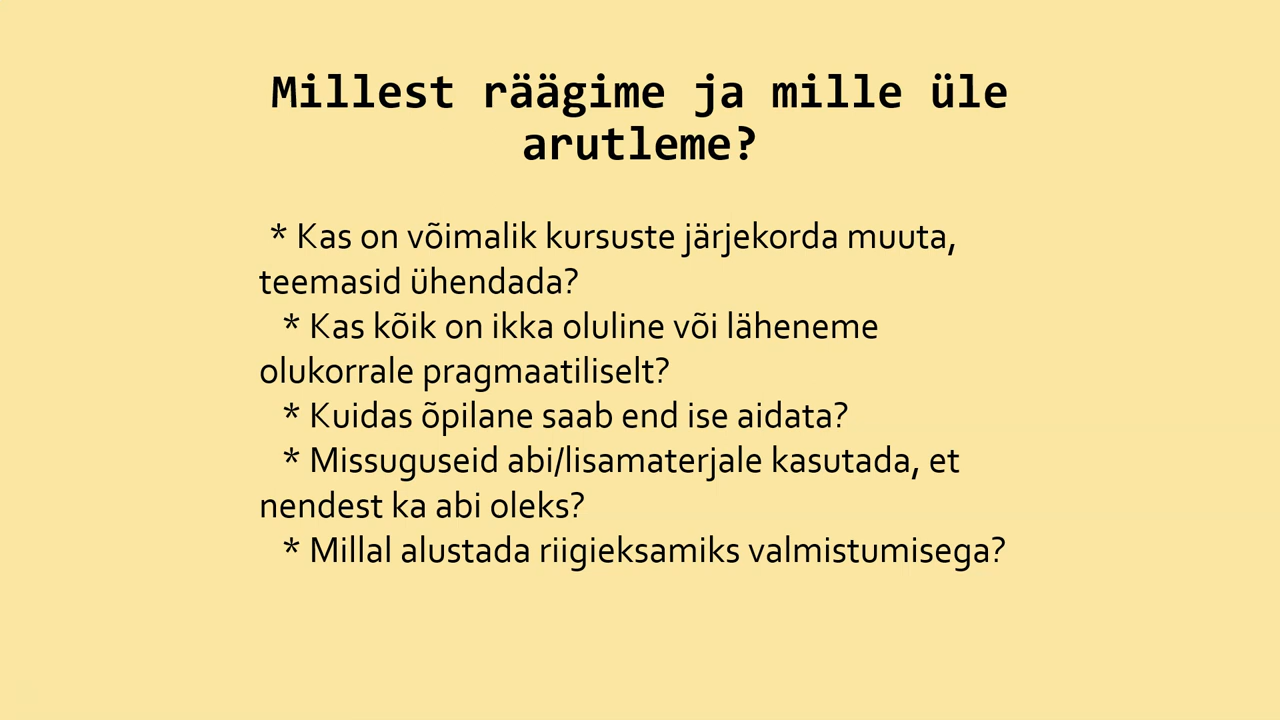 Millest räägime ja mille üle
arutleme?
* Kas on võimalik kursuste järjekorda muuta,
teemasid ühendada?
* Kas kõik on ikka oluline või läheneme
olukorrale pragmaatiliselt?
* Kuidas õpilane saab end ise aidata?
* Missuguseid abi/lisamaterjale kasutada, et
nendest ka abi oleks?
* Millal alustada riigieksamiks valmistumisega?